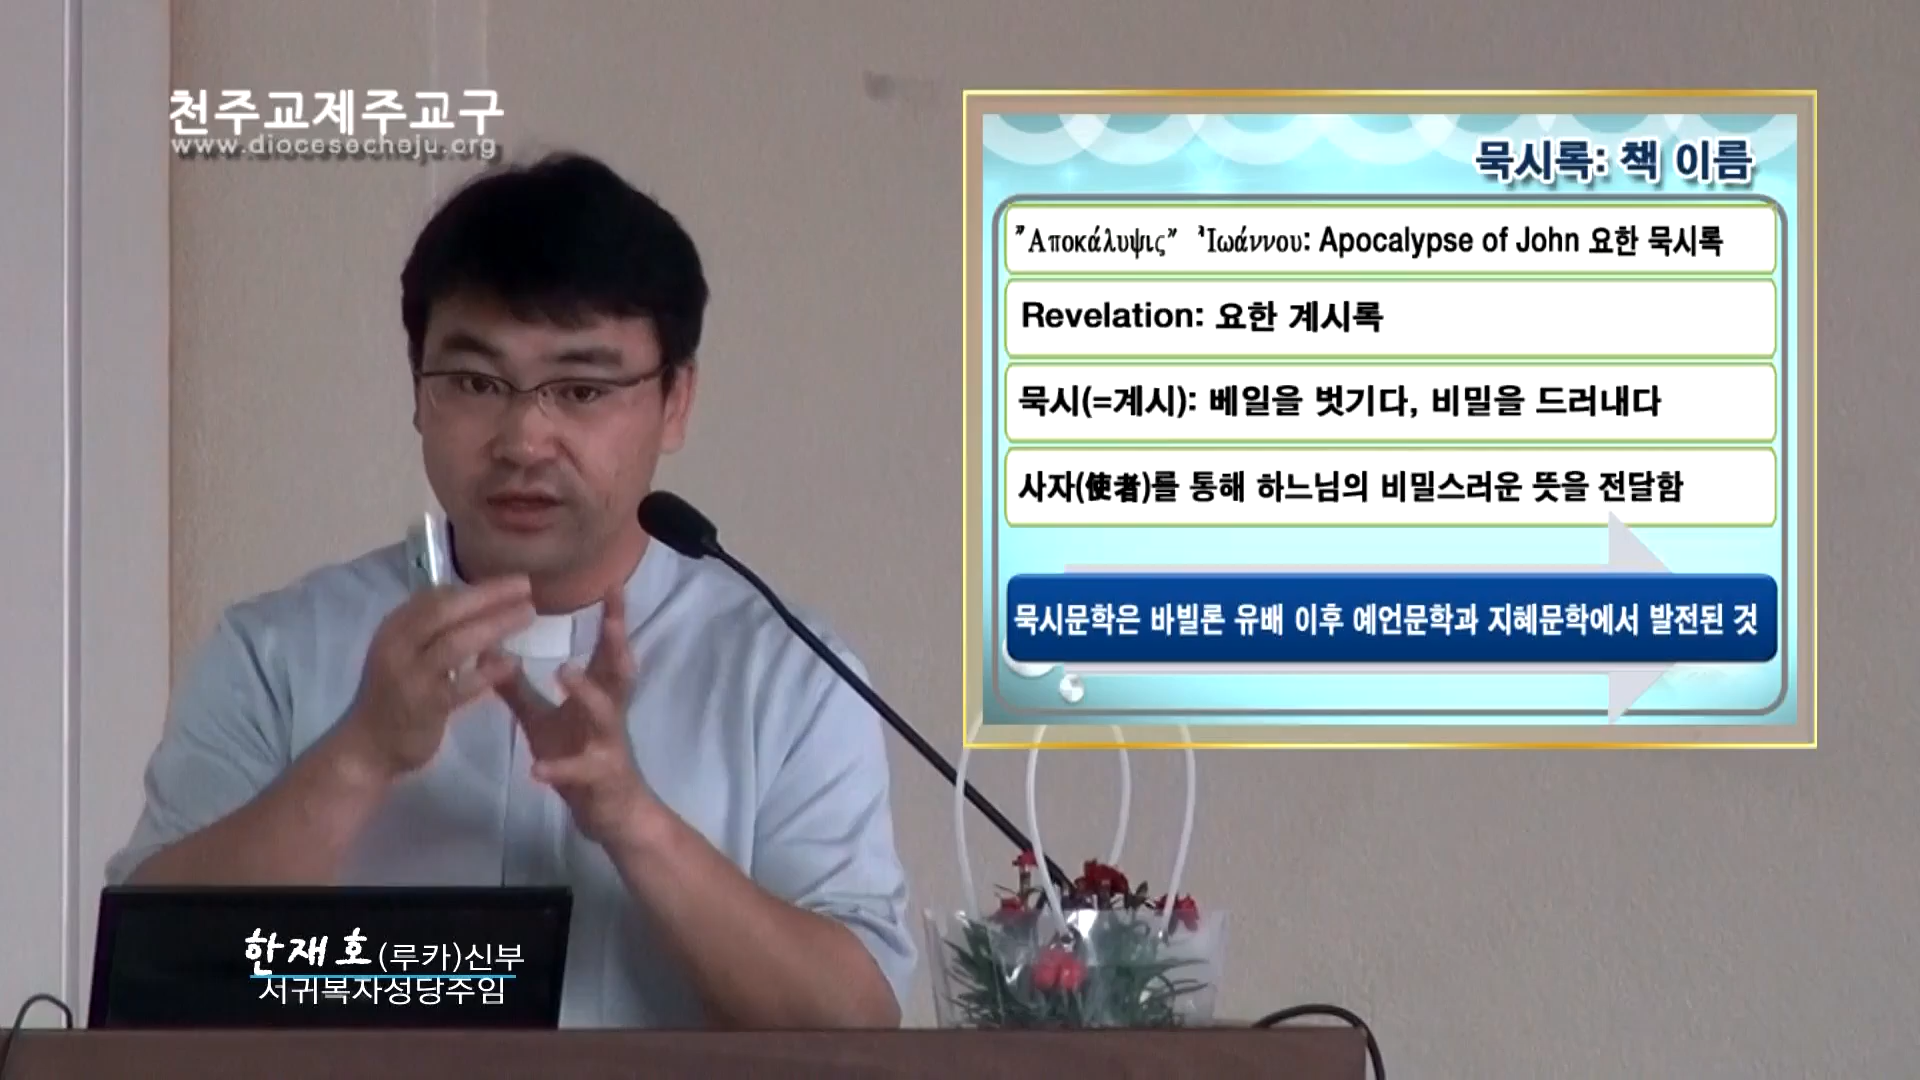 천주교제주교구
www.diocesecheju.org
묵시록: 책 이름
”Αποκάλυψις” Ἰωάννου: Apocalypse of John 요한 묵시록
Revelation: 요한 계시록
묵시(=계시): 베일을 벗기다, 비밀을 드러내다
사자(使者)를 통해 하느님의 비밀스러운 뜻을 전달함
묵시문학은 바빌론 유배 이후 예언문학과 지혜문학에서 발전된 것
한재호(루카)신부
서귀복자성당주임